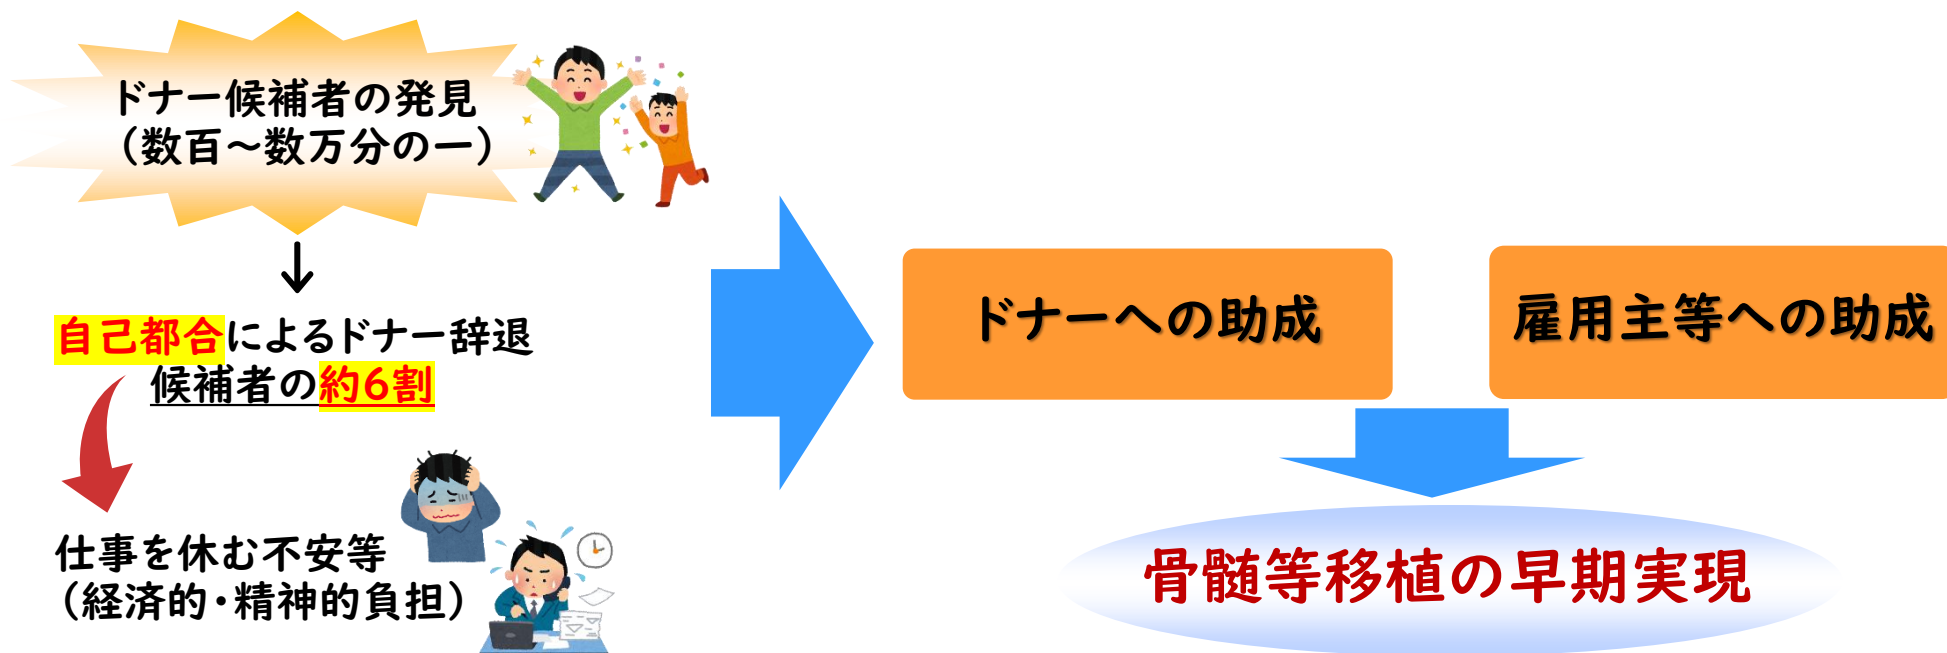 ドナー候補者の発見
（数百～数万分の一）
自己都合によるドナー辞退
候補者の約6割
仕事を休む不安等
（経済的・精神的負担）
ドナーへの助成
雇用主等への助成
骨髄等移植の早期実現